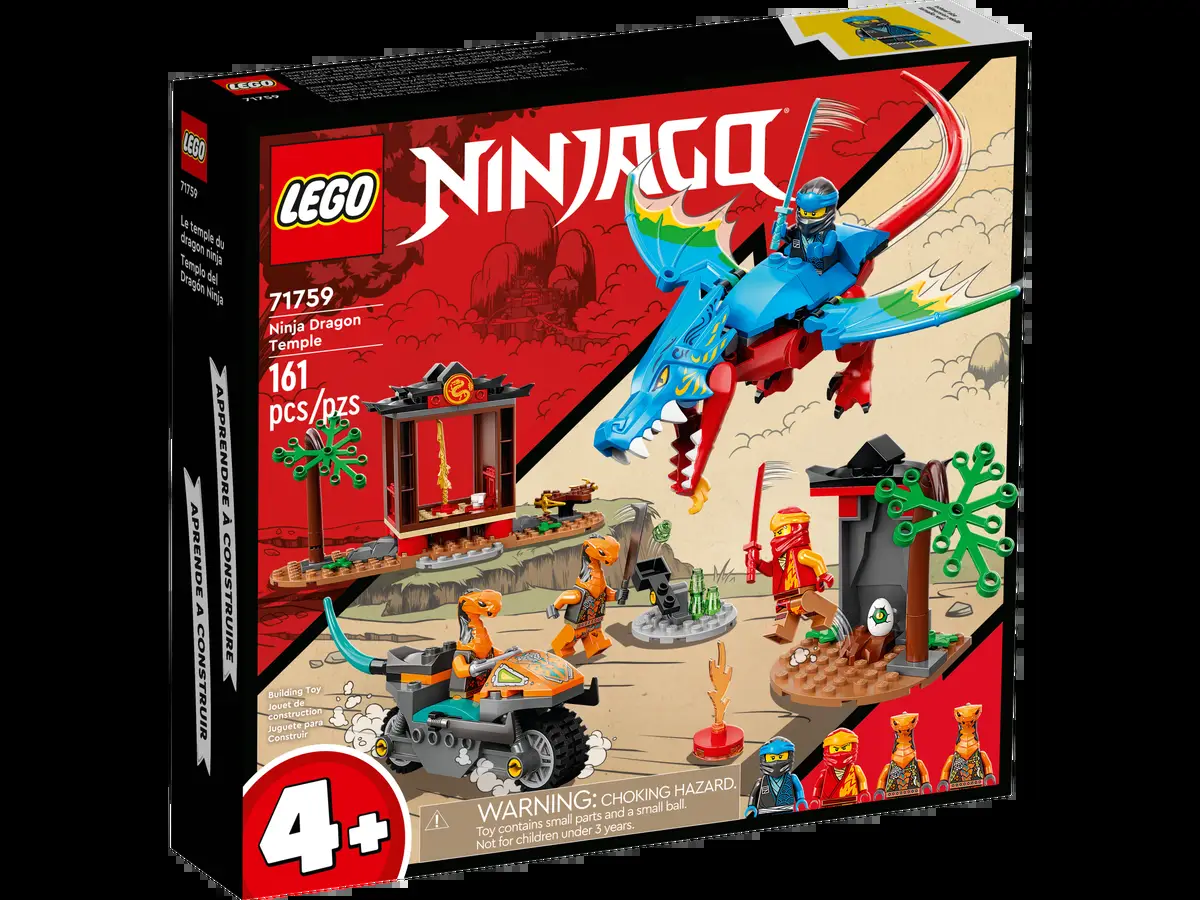 LEGO
71759
LEGO
71759
Le temple du
dragon ninja
Templo del
Dragón Ninja
APPRENDRE À CONSTRUIRE
APRENDE A CONSTRUIR
LEGO
NINJAGO®
71759
Ninja Dragon
Temple
161
pcs/pzs
Building Toy
Jouet de
construction
Juguete para
Construir
4+
WARNING: CHOKING HAZARD.
Toy contains small parts and a small ball.
Not for children under 3 years.